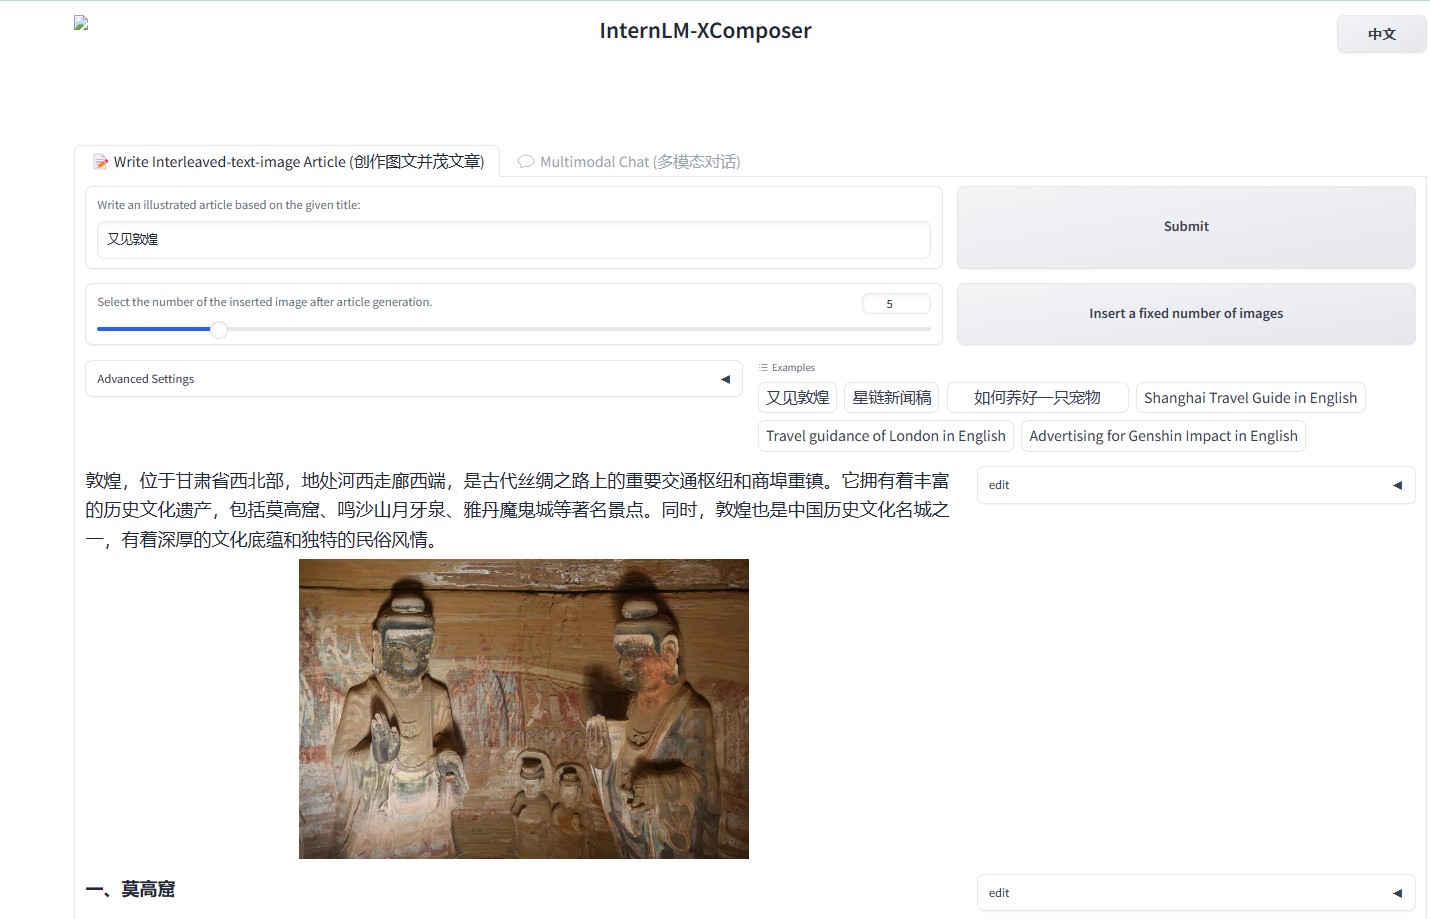 InternLM-XComposer
中文
Write Interleaved-text-image Article (创作图文并茂文章)
Multimodal Chat (多模态对话)
Write an illustrated article based on the given title:
又见敦煌
Submit
Select the number of the inserted image after article generation.
5
Insert a fixed number of images
Advanced Settings
Examples
又见敦煌
星链新闻稿
如何养好一只宠物
Shanghai Travel Guide in English
Travel guidance of London in English
Advertising for Genshin Impact in English
敦煌，位于甘肃省西北部，地处河西走廊西端，是古代丝绸之路上的重要交通枢纽和商埠重镇。它拥有着丰富
的历史文化遗产，包括莫高窟、鸣沙山月牙泉、雅丹魔鬼城等著名景点。同时，敦煌也是中国历史文化名城之
一，有着深厚的文化底蕴和独特的民俗风情。
edit
一、莫高窟
edit